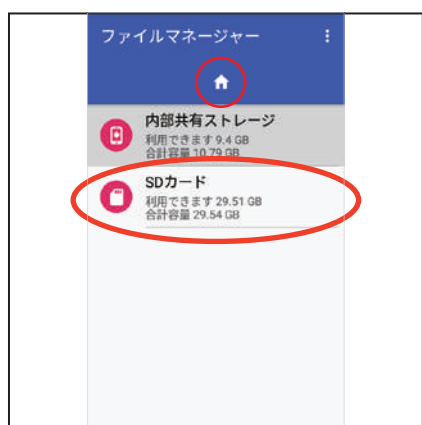 ファイルマネージャー
内部共有ストレージ
利用できます 9.4 GB
合計容量 10.79 GB
SDカード
利用できます 29.51 GB
合計容量 29.54 GB